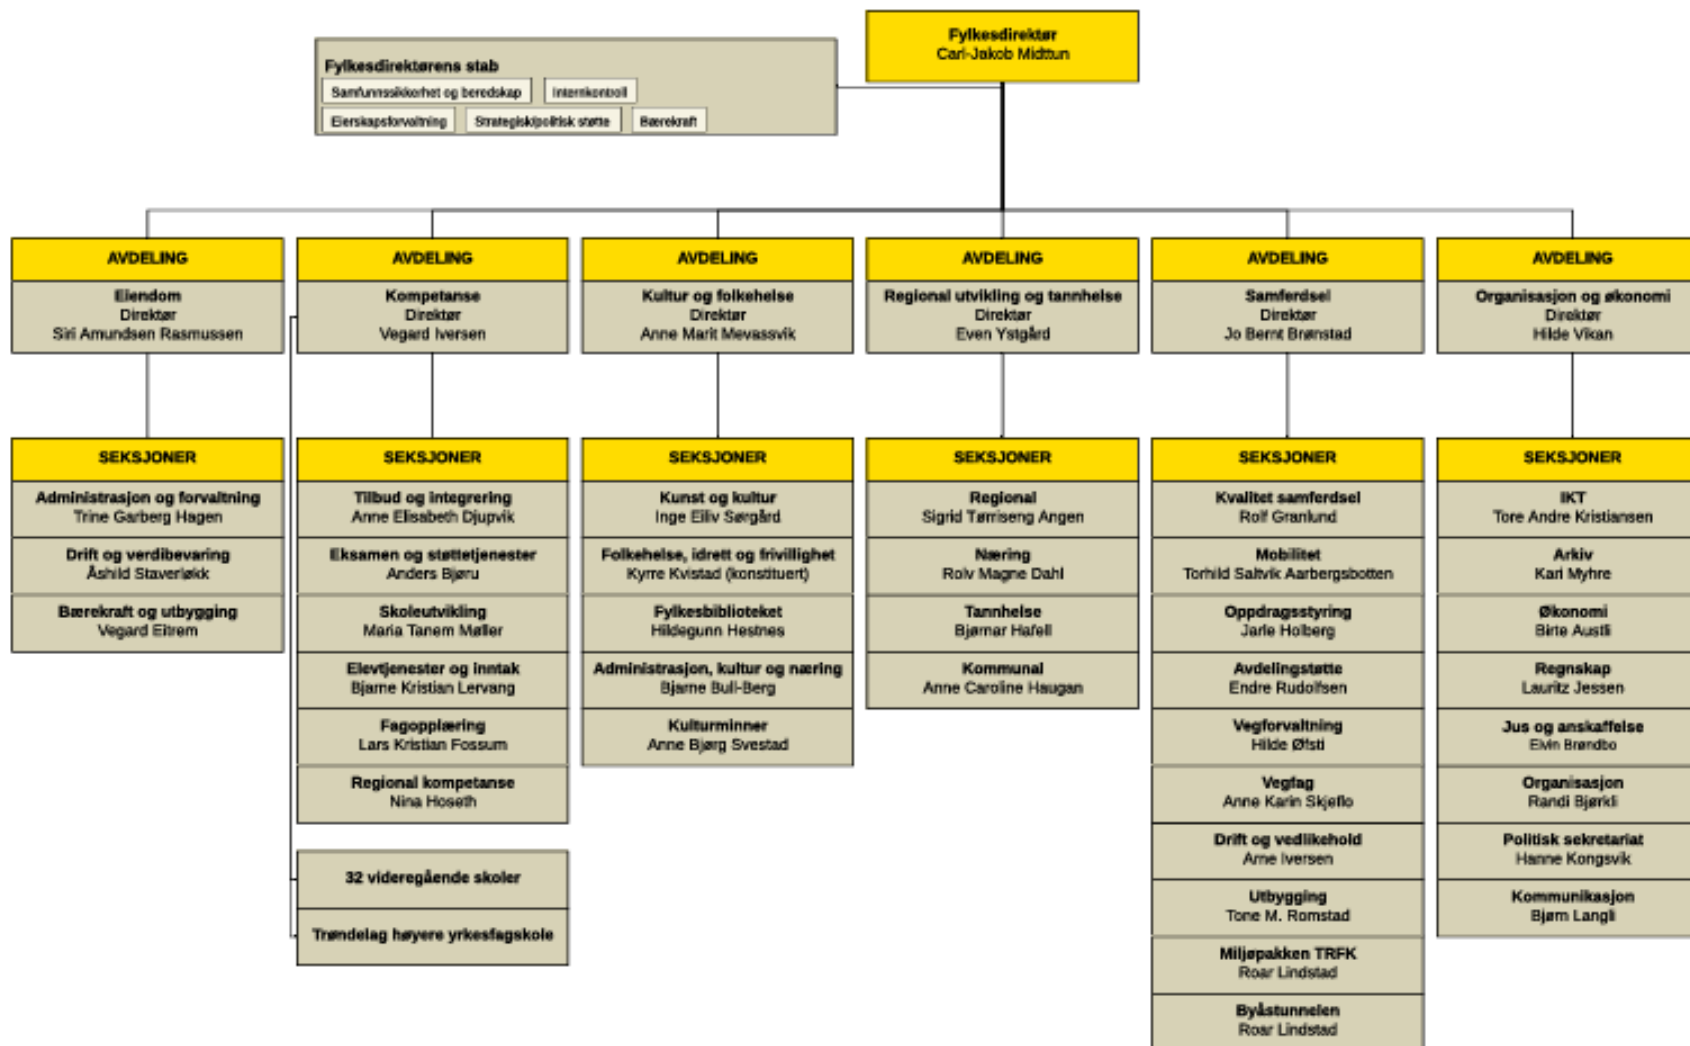 Fylkesdirektør
Carl-Jakob Midttun
Fylkesdirektørens stab
Samfunnssikkerhet og beredskap
Internkontroll
Eierskapsforvaltning
Strategisk/politisk støtte
Bærekraft
AVDELING
Eiendom
Direktør
Siri Amundsen Rasmussen
AVDELING
Kompetanse
Direktør
Vegard Iversen
AVDELING
Kultur og folkehelse
Direktør
Anne Marit Mevassvik
AVDELING
Regional utvikling og tannhelse
Direktør
Even Ystgård
AVDELING
Samferdsel
Direktør
Jo Bernt Brønstad
AVDELING
Organisasjon og økonomi
Direktør
Hilde Vikan
SEKSJONER
Administrasjon og forvaltning
Trine Garberg Hagen
Drift og verdibevaring
Åshild Staverløkk
Bærekraft og utbygging
Vegard Eitrem
SEKSJONER
Tilbud og integrering
Anne Elisabeth Djupvik
Eksamen og støttetjenester
Anders Bjøru
Skoleutvikling
Maria Tanem Møller
Elevtjenester og inntak
Bjarne Kristian Lervang
Fagopplæring
Lars Kristian Fossum
Regional kompetanse
Nina Hoseth
32 videregående skoler
Trøndelag høyere yrkesfagskole
SEKSJONER
Kunst og kultur
Inge Eiliv Sørgård
Folkehelse, idrett og frivillighet
Kyrre Kvistad (konstituert)
Fylkesbiblioteket
Hildegunn Hestnes
Administrasjon, kultur og næring
Bjarne Bull-Berg
Kulturminner
Anne Bjørg Svestad
SEKSJONER
Regional
Sigrid Tørriseng Angen
Næring
Rolv Magne Dahl
Tannhelse
Bjørnar Hafell
Kommunal
Anne Caroline Haugan
SEKSJONER
Kvalitet samferdsel
Rolf Granlund
Mobilitet
Torhild Saltvik Aarbergsbotten
Oppdragsstyring
Jarle Holberg
Avdelingstøtte
Endre Rudolfsen
Vegforvaltning
Hilde Øfsti
Vegfag
Anne Karin Skjeflo
Drift og vedlikehold
Arne Iversen
Utbygging
Tone M. Romstad
Miljøpakken TRFK
Roar Lindstad
Byåstunnelen
Roar Lindstad
SEKSJONER
IKT
Tore Andre Kristiansen
Arkiv
Kari Myhre
Økonomi
Birte Austli
Regnskap
Lauritz Jessen
Jus og anskaffelse
Elvin Brøndbo
Organisasjon
Randi Bjørkli
Politisk sekretariat
Hanne Kongsvik
Kommunikasjon
Bjørn Langli